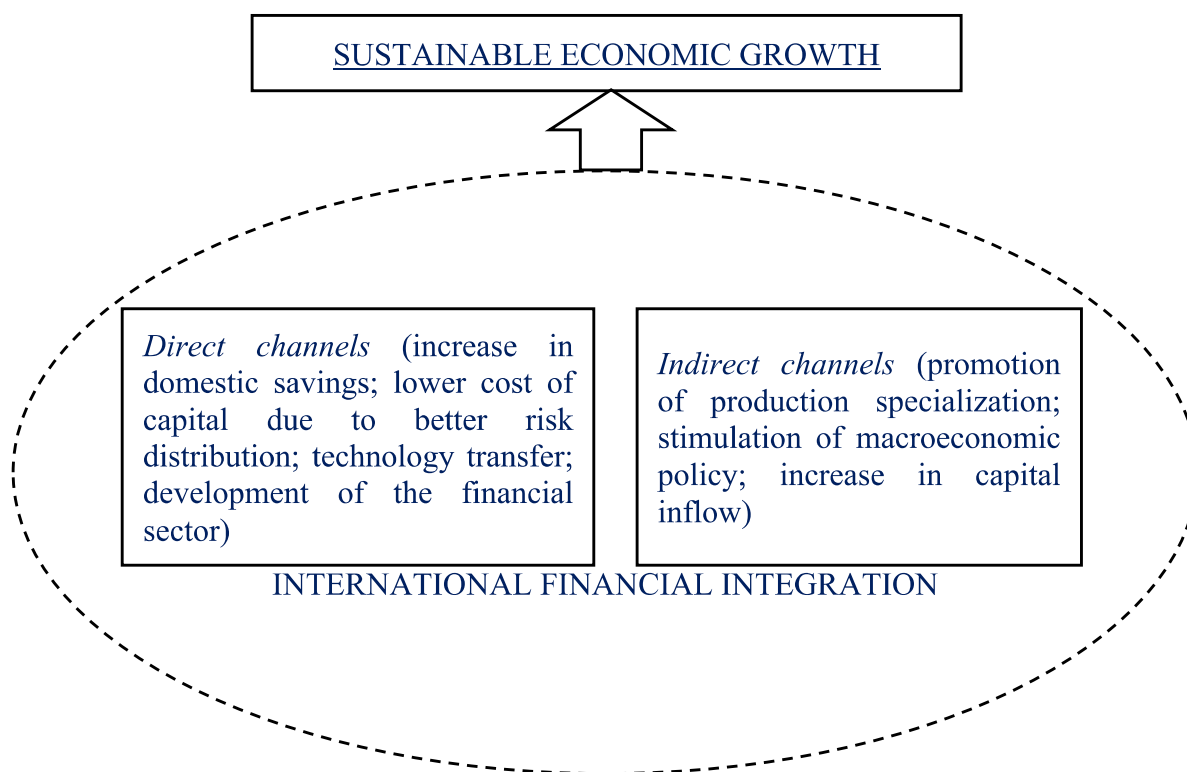 SUSTAINABLE ECONOMIC GROWTH
Direct channels (increase in
domestic savings; lower cost of
capital due to better risk
distribution; technology transfer;
development of the financial
sector)
Indirect channels (promotion
of production specialization;
stimulation of macroeconomic
policy; increase in capital
inflow)
INTERNATIONAL FINANCIAL INTEGRATION